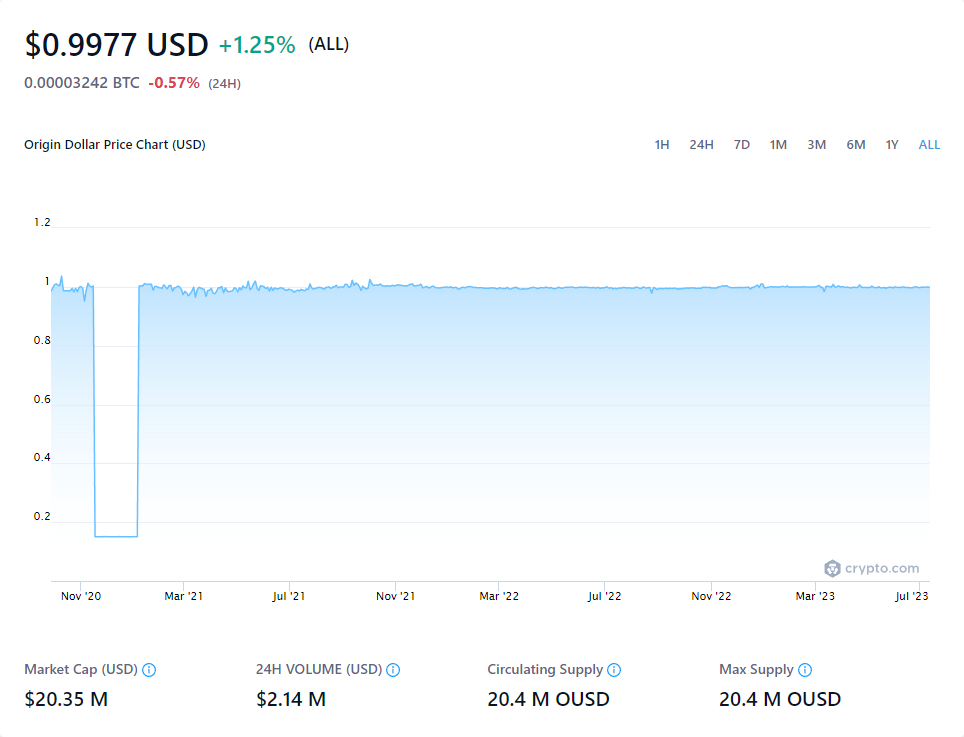 $0.9977 USD +1.25% (ALL)
0.00003242 BTC -0.57% (24H)
Origin Dollar Price Chart (USD) 1H 24H 7D 1M 3M 6M 1Y ALL
1.2
1
0.8
0.6
0.4
0.2
crypto.com
Nov '20 Mar '21 Jul '21 Nov '21 Mar '22 Jul '22 Nov '22 Mar '23 Jul '23
Market Cap (USD) 24H VOLUME (USD) Circulating Supply Max Supply
$20.35 M $2.14 M 20.4 M OUSD 20.4 M OUSD